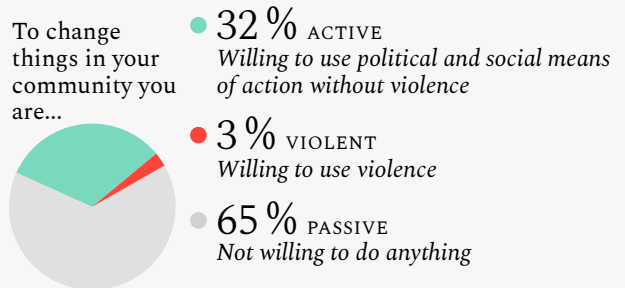 To change
things in your
community you
are...
32 % ACTIVE
Willing to use political and social means
of action without violence
3 % VIOLENT
Willing to use violence
65 % PASSIVE
Not willing to do anything